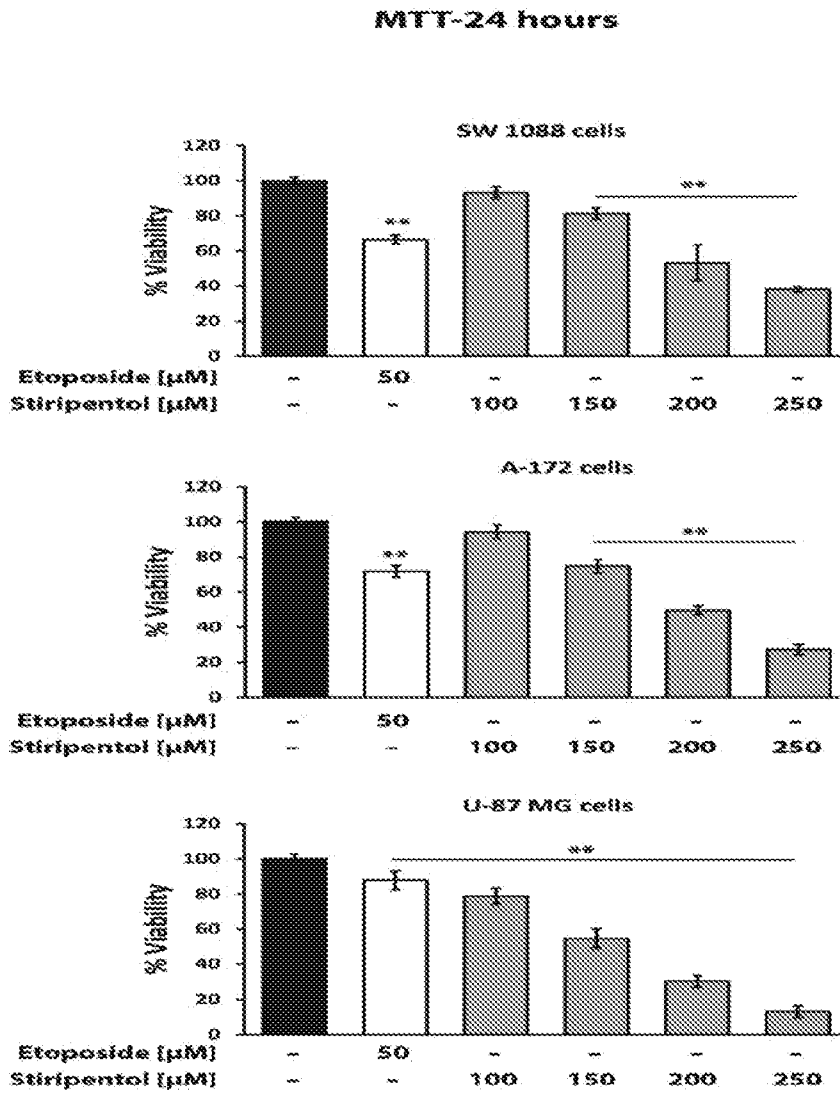 MTT-24 hours
SW 1088 cells
120
100
80
60
40
20
0
% Viability
**
**
Etoposide [µM] - 50 - - - -
Stiripentol [µM] - - 100 150 200 250
A-172 cells
120
100
80
60
40
20
0
% Viability
**
**
Etoposide [µM] - 50 - - - -
Stiripentol [µM] - - 100 150 200 250
U-87 MG cells
120
100
80
60
40
20
0
% Viability
**
Etoposide [µM] - 50 - - - -
Stiripentol [µM] - - 100 150 200 250